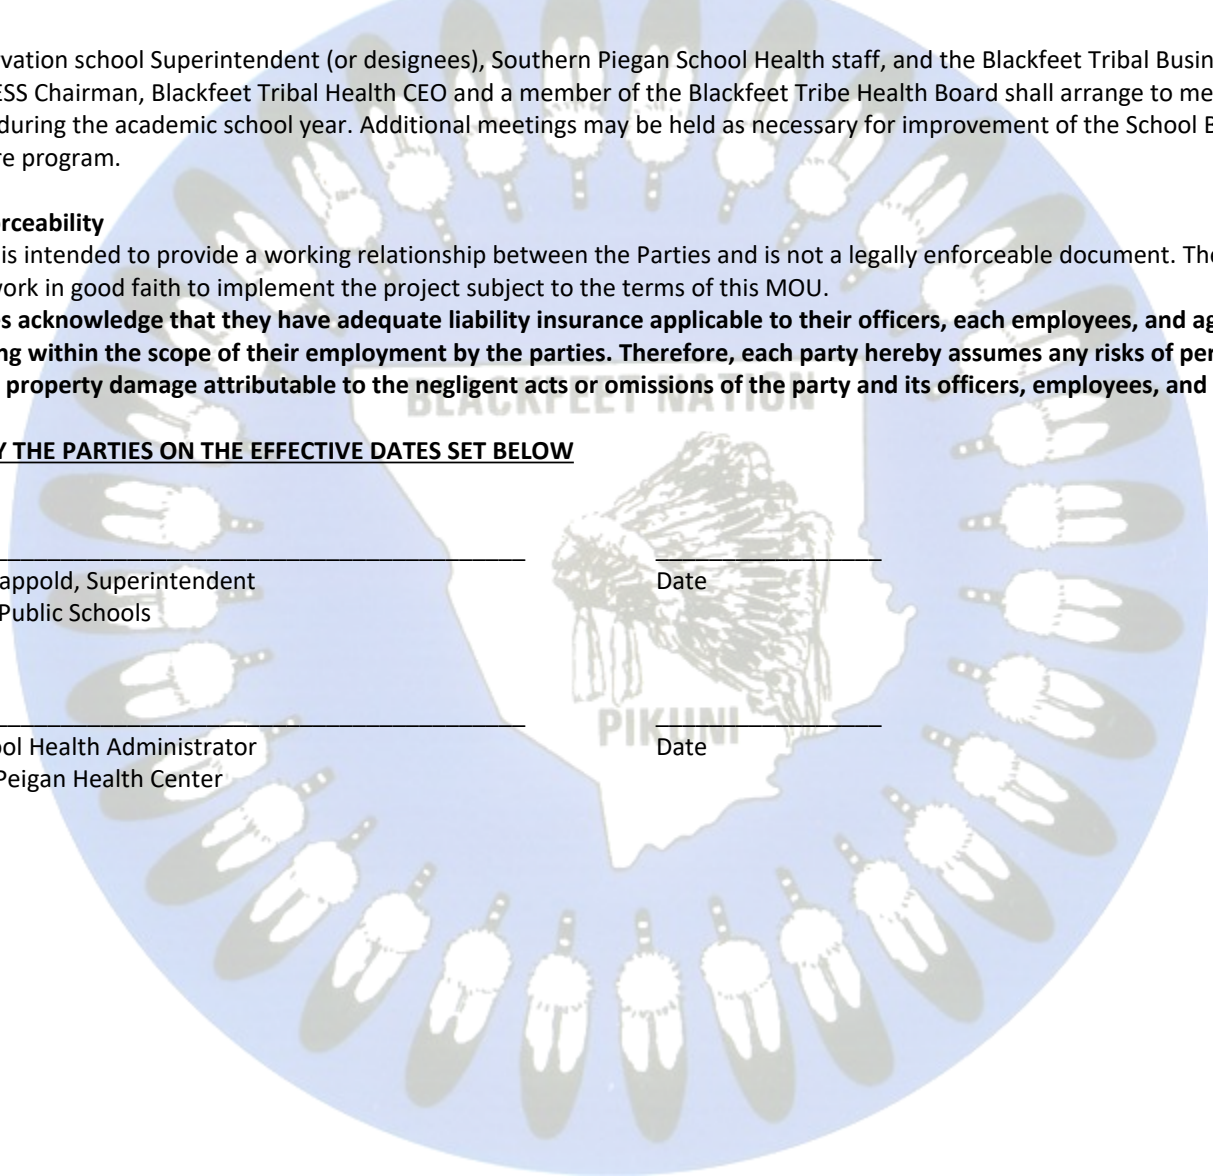 vation school Superintendent (or designees), Southern Piegan School Health staff, and the Blackfeet Tribal Busin
ESS Chairman, Blackfeet Tribal Health CEO and a member of the Blackfeet Tribe Health Board shall arrange to me
during the academic school year. Additional meetings may be held as necessary for improvement of the School B
re program.
rceability
is intended to provide a working relationship between the Parties and is not a legally enforceable document. The
work in good faith to implement the project subject to the terms of this MOU.
s acknowledge that they have adequate liability insurance applicable to their officers, each employees, and ag
ng within the scope of their employment by the parties. Therefore, each party hereby assumes any risks of per
property damage attributable to the negligent acts or omissions of the party and its officers, employees, and
BLACKFEET NATION
Y THE PARTIES ON THE EFFECTIVE DATES SET BELOW
appold, Superintendent Date
Public Schools
PIKUNI
ool Health Administrator Date
Peigan Health Center